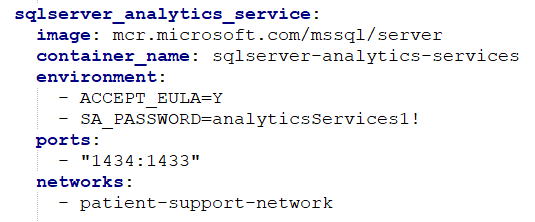 sqlserver_analytics_service:
image: mcr.microsoft.com/mssql/server
container_name: sqlserver-analytics-services
environment:
- ACCEPT_EULA=Y
- SA_PASSWORD=analyticsServices1!
ports:
- "1434:1433"
networks:
- patient-support-network